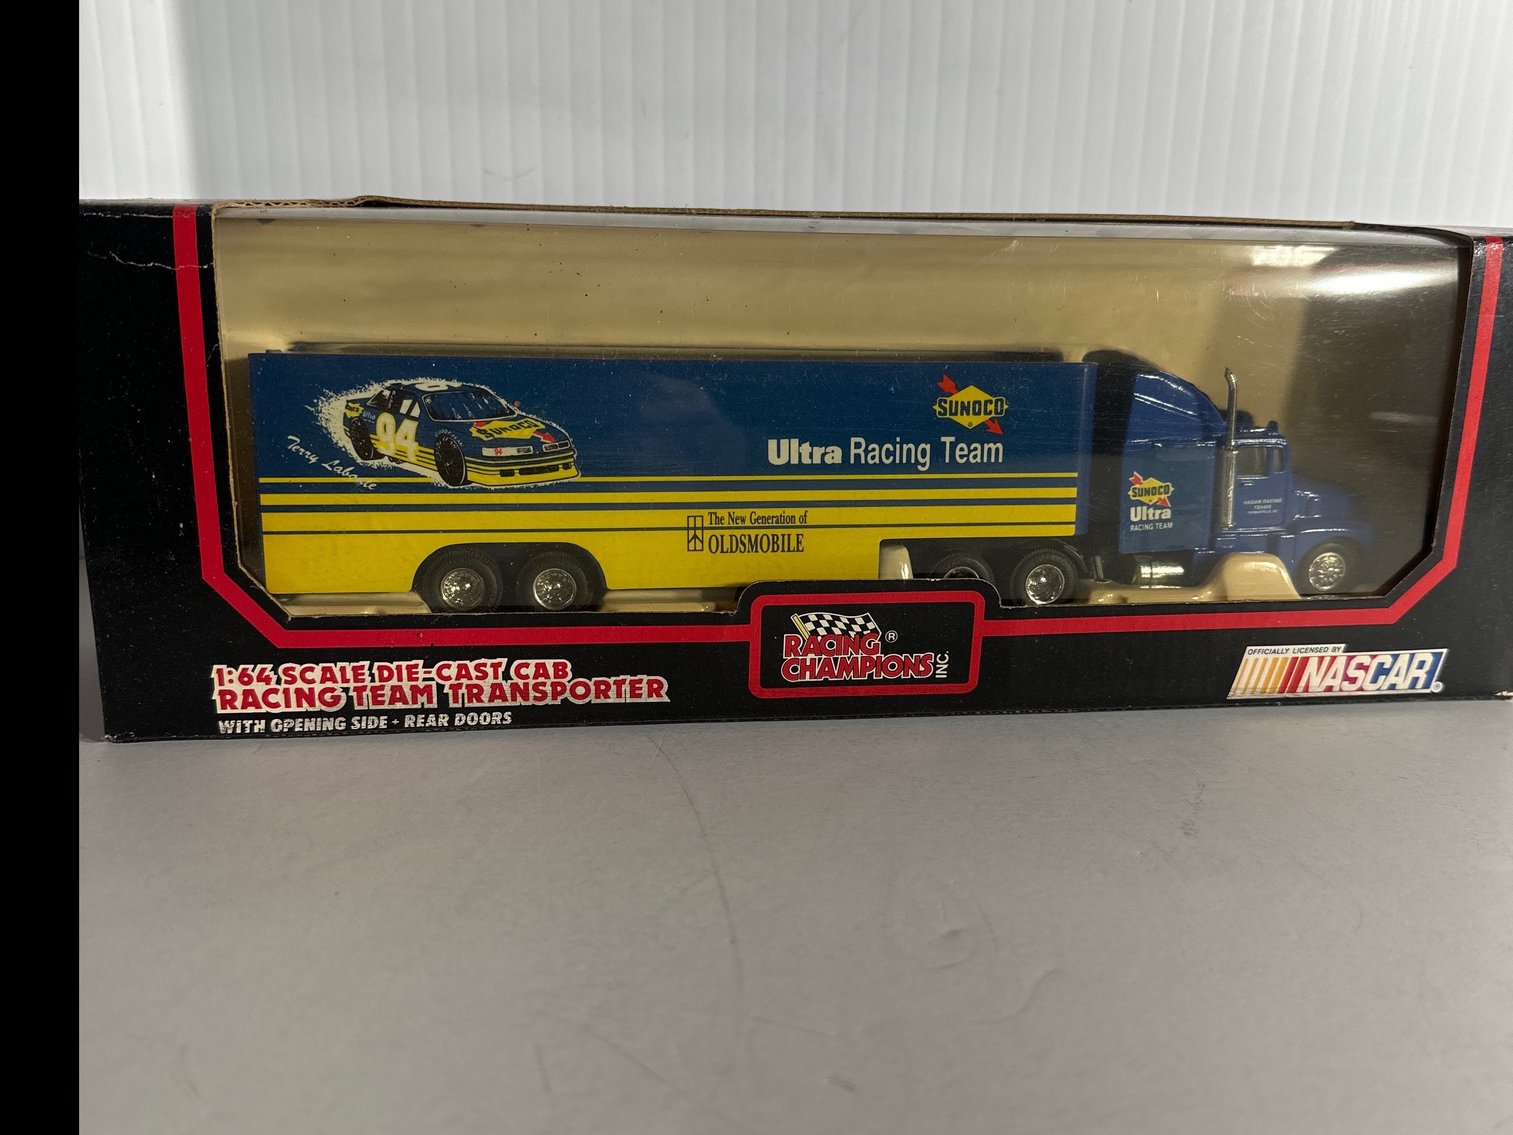 SUNOCO
94
SUNOCO
94
Terry Labonte
Ultra Racing Team
The New Generation of
OLDSMOBILE
SUNOCO
Ultra
RACING TEAM
HAGAN RACING
TEAMS
RACING ®
CHAMPIONS INC.
1:64 SCALE DIE-CAST CAB
RACING TEAM TRANSPORTER
WITH OPENING SIDE + REAR DOORS
OFFICIALLY LICENSED BY
NASCAR®